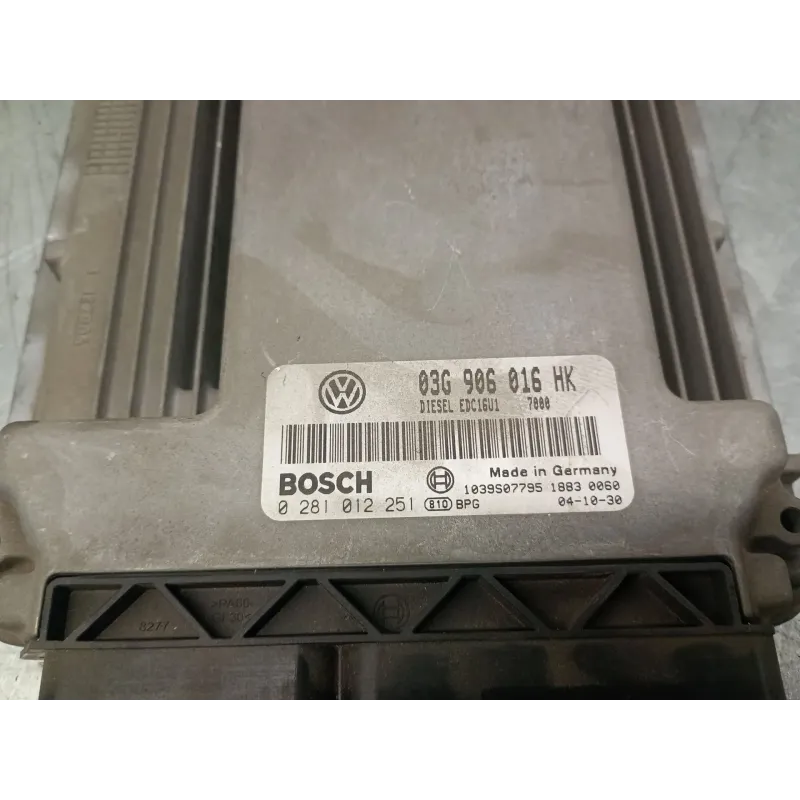 03G 906 016 HK
DIESEL EDC16U1 7000
BOSCH
Made in Germany
1039S07795 1883 0060
0 281 012 251 810 BPG 04-10-30
8277